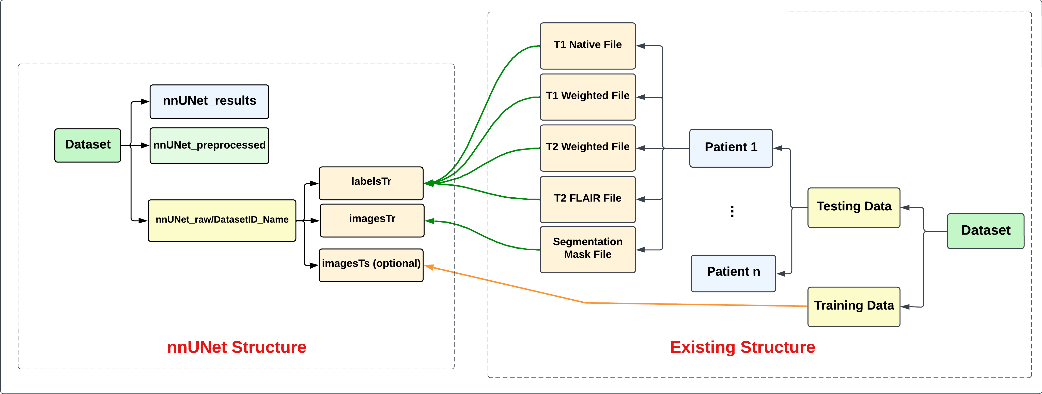 Dataset
nnUNet results
nnUNet_preprocessed
nnUNet_raw/DatasetID_Name
labelsTr
imagesTr
imagesTs (optional)
nnUNet Structure
T1 Native File
T1 Weighted File
T2 Weighted File
T2 FLAIR File
Segmentation
Mask File
Patient 1
...
Patient n
Testing Data
Training Data
Dataset
Existing Structure